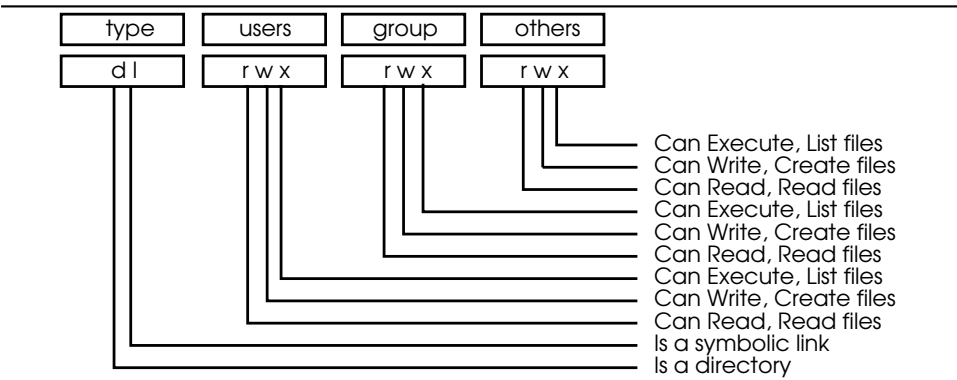 type users group others
d l r w x r w x r w x
Can Execute, List files
Can Write, Create files
Can Read, Read files
Can Execute, List files
Can Write, Create files
Can Read, Read files
Can Execute, List files
Can Write, Create files
Can Read, Read files
Is a symbolic link
Is a directory